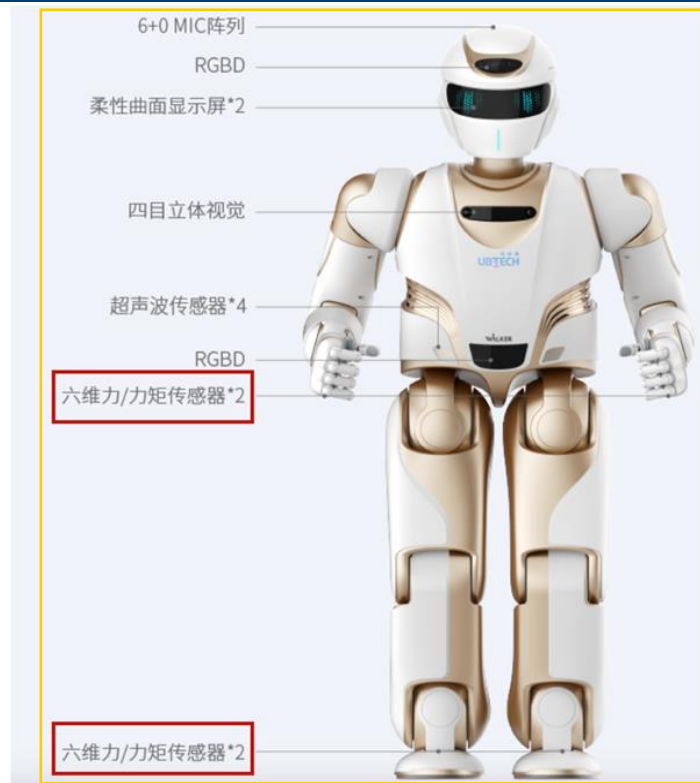 6+0 MIC阵列
RGBD
柔性曲面显示屏*2
四目立体视觉
UBTECH
超声波传感器*4
WALKER
RGBD
六维力/力矩传感器*2
六维力/力矩传感器*2